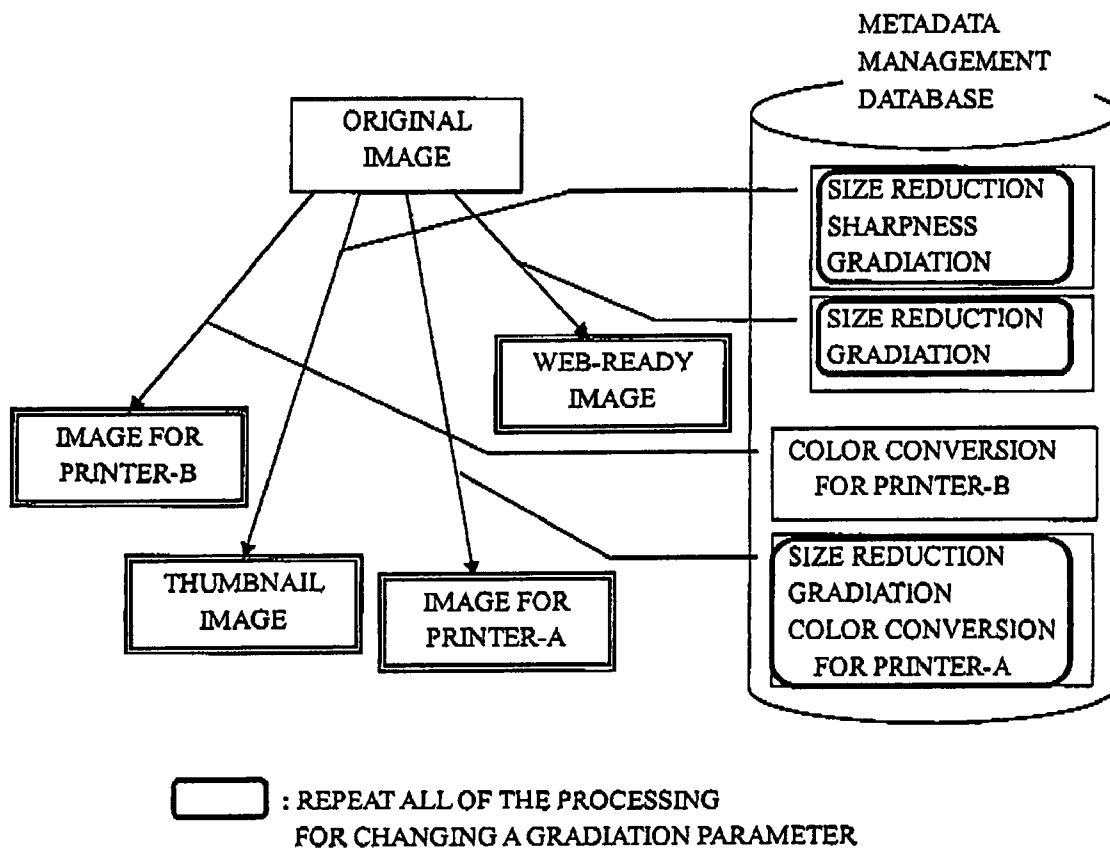 METADATA
MANAGEMENT
DATABASE
ORIGINAL
IMAGE
SIZE REDUCTION
SHARPNESS
GRADIATION
SIZE REDUCTION
GRADIATION
WEB-READY
IMAGE
IMAGE FOR
PRINTER-B
COLOR CONVERSION
FOR PRINTER-B
THUMBNAIL
IMAGE
IMAGE FOR
PRINTER-A
SIZE REDUCTION
GRADIATION
COLOR CONVERSION
FOR PRINTER-A
: REPEAT ALL OF THE PROCESSING
FOR CHANGING A GRADIATION PARAMETER